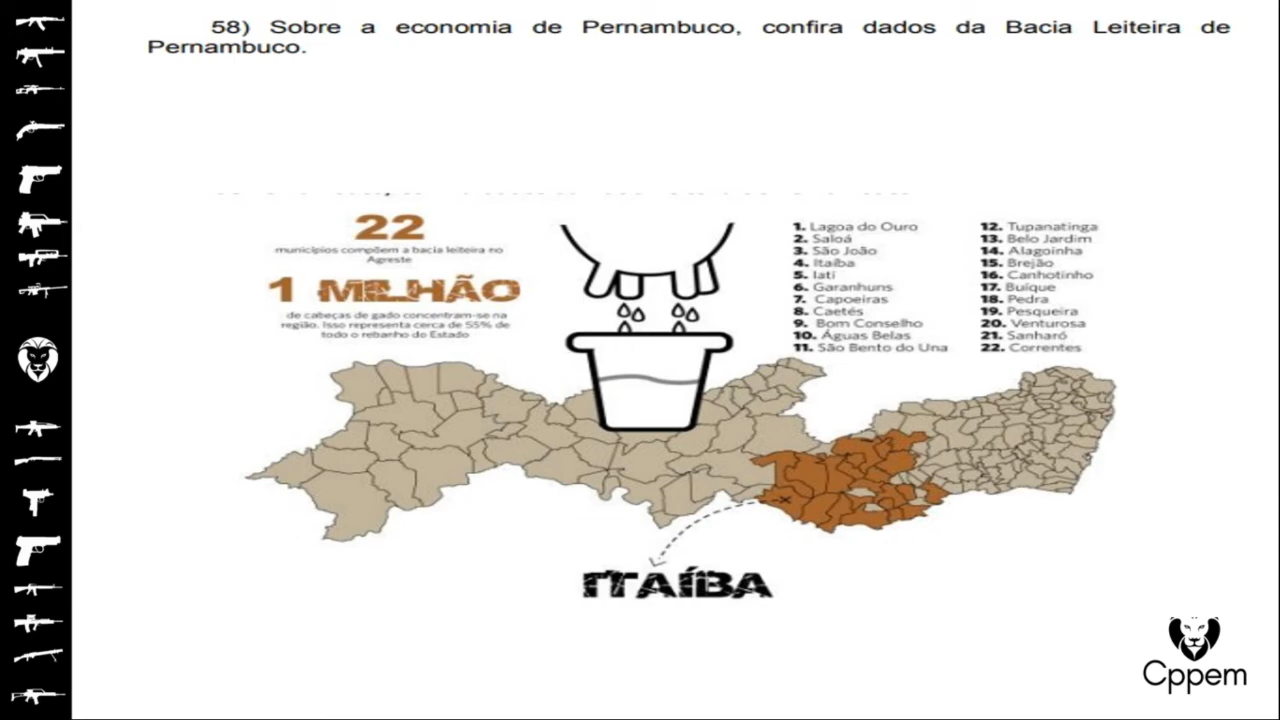 58) Sobre a economia de Pernambuco, confira dados da Bacia Leiteira de
Pernambuco.
22
municípios compõem a bacia leiteira no
Agreste
1 MILHÃO
de cabeças de gado concentram-se na
região. Isso representa cerca de 55% de
todo o rebanho do Estado
1. Lagoa do Ouro
2. Saloá
3. São João
4. Itaíba
5. Iati
6. Garanhuns
7. Capoeiras
8. Caetés
9. Bom Conselho
10. Águas Belas
11. São Bento do Una
12. Tupanatinga
13. Belo Jardim
14. Alagoinha
15. Brejão
16. Canhotinho
17. Buíque
18. Pedra
19. Pesqueira
20. Venturosa
21. Sanharó
22. Correntes
ITAÍBA
Cppem